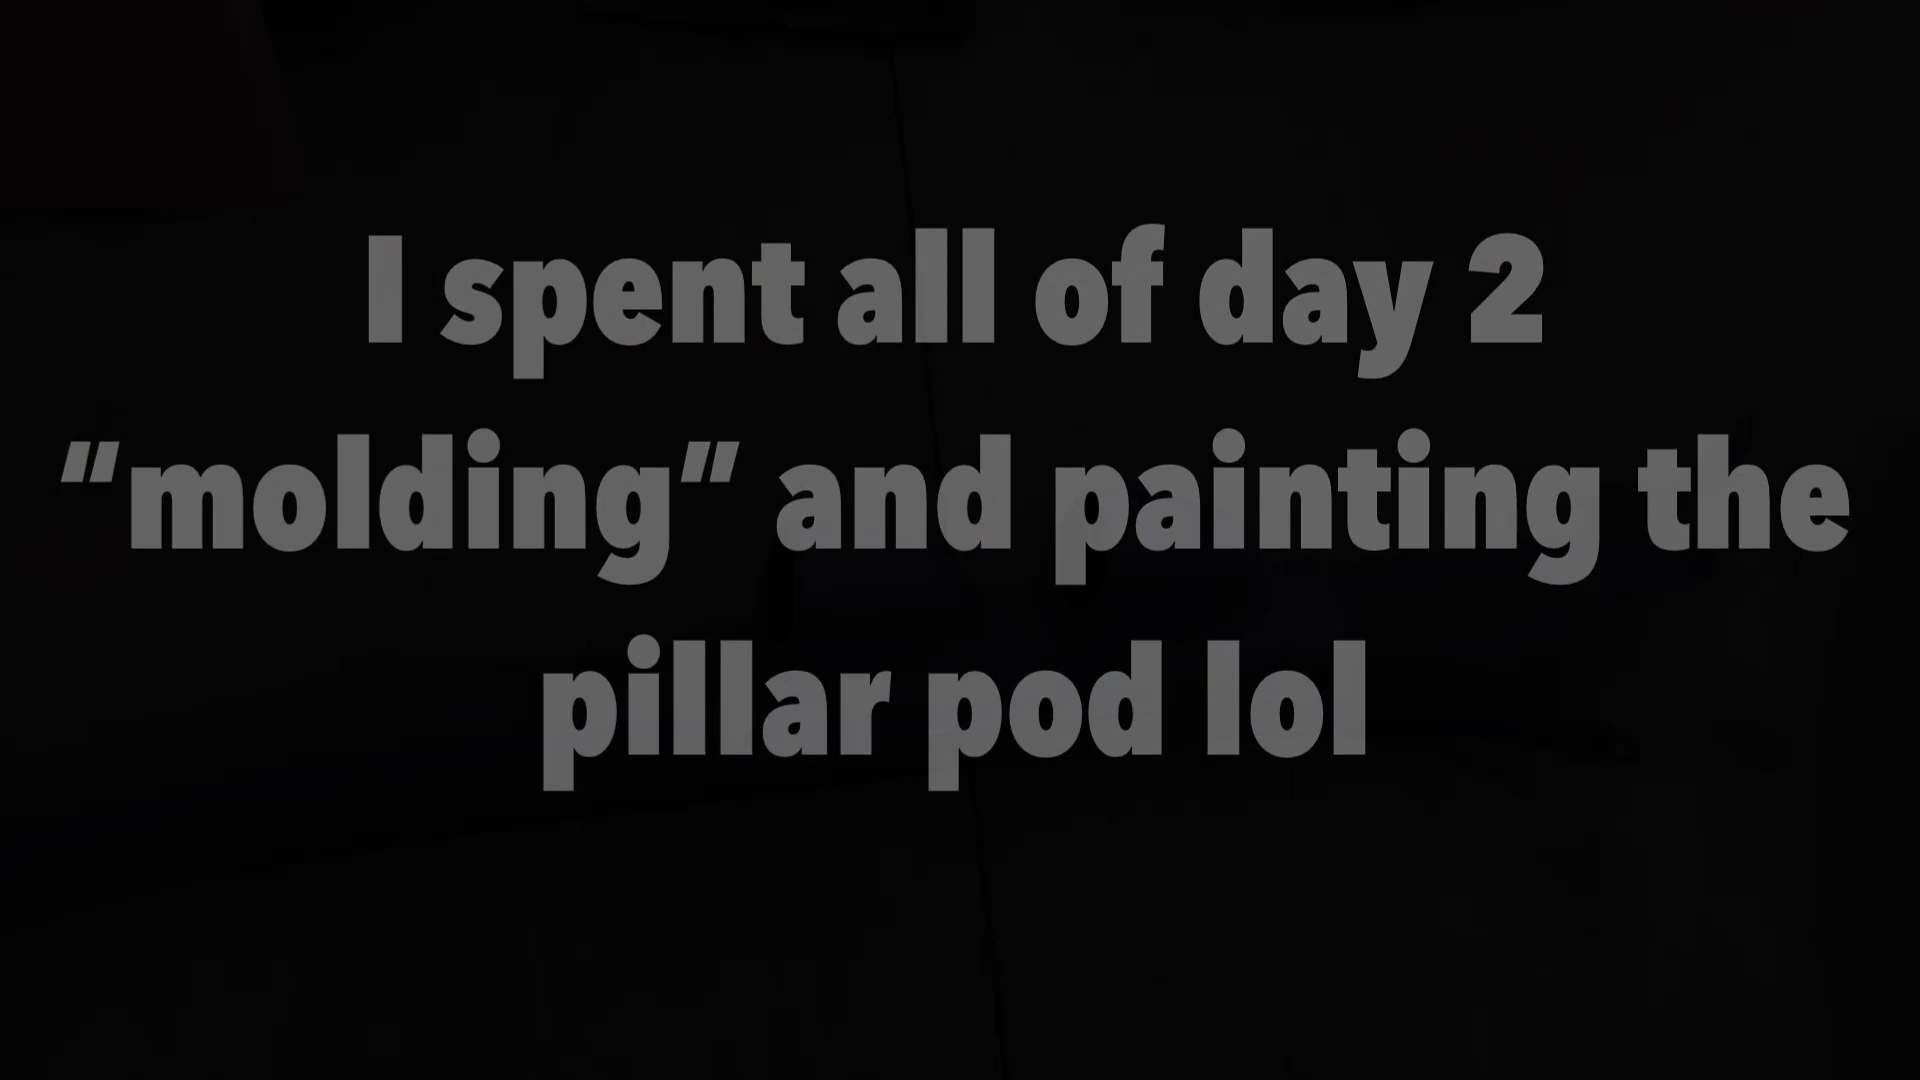 I spent all of day 2
“molding” and painting the
pillar pod lol